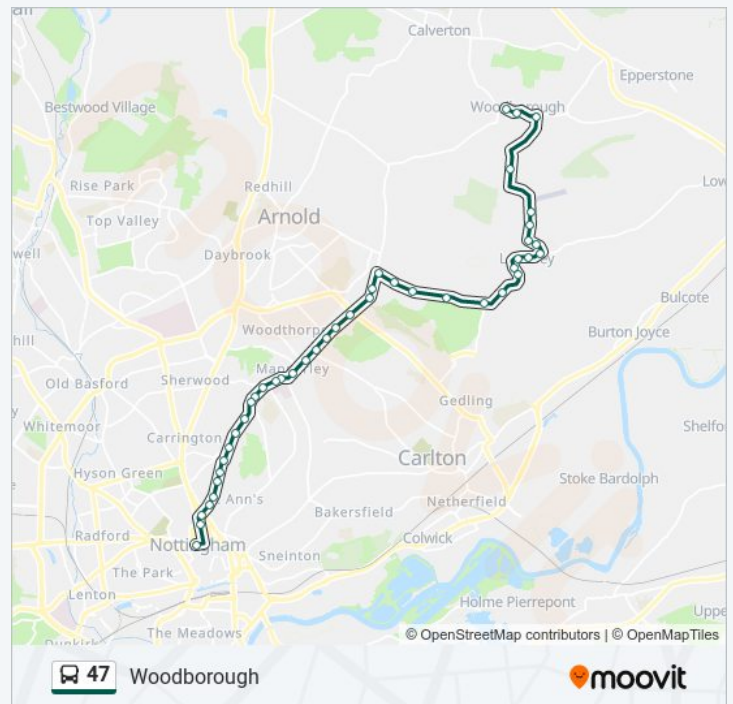 Calverton
Epperstone
Bestwood Village
Woodborough
Rise Park
Redhill
Low
Top Valley
Arnold
well
Daybrook
Bulcote
Woodthorpe
Burton Joyce
hill
Mapperley
Old Basford
Sherwood
Gedling
Whitemoor
Shelfo
Carrington
Carlton
Hyson Green
Stoke Bardolph
Ann's
Netherfield
Bakersfield
Radford
Nottingham
Colwick
Sneinton
The Park
Lenton
Holme Pierrepont
Uppe
The Meadows
© OpenStreetMap contributors | © OpenMapTiles
47 Woodborough
moovit